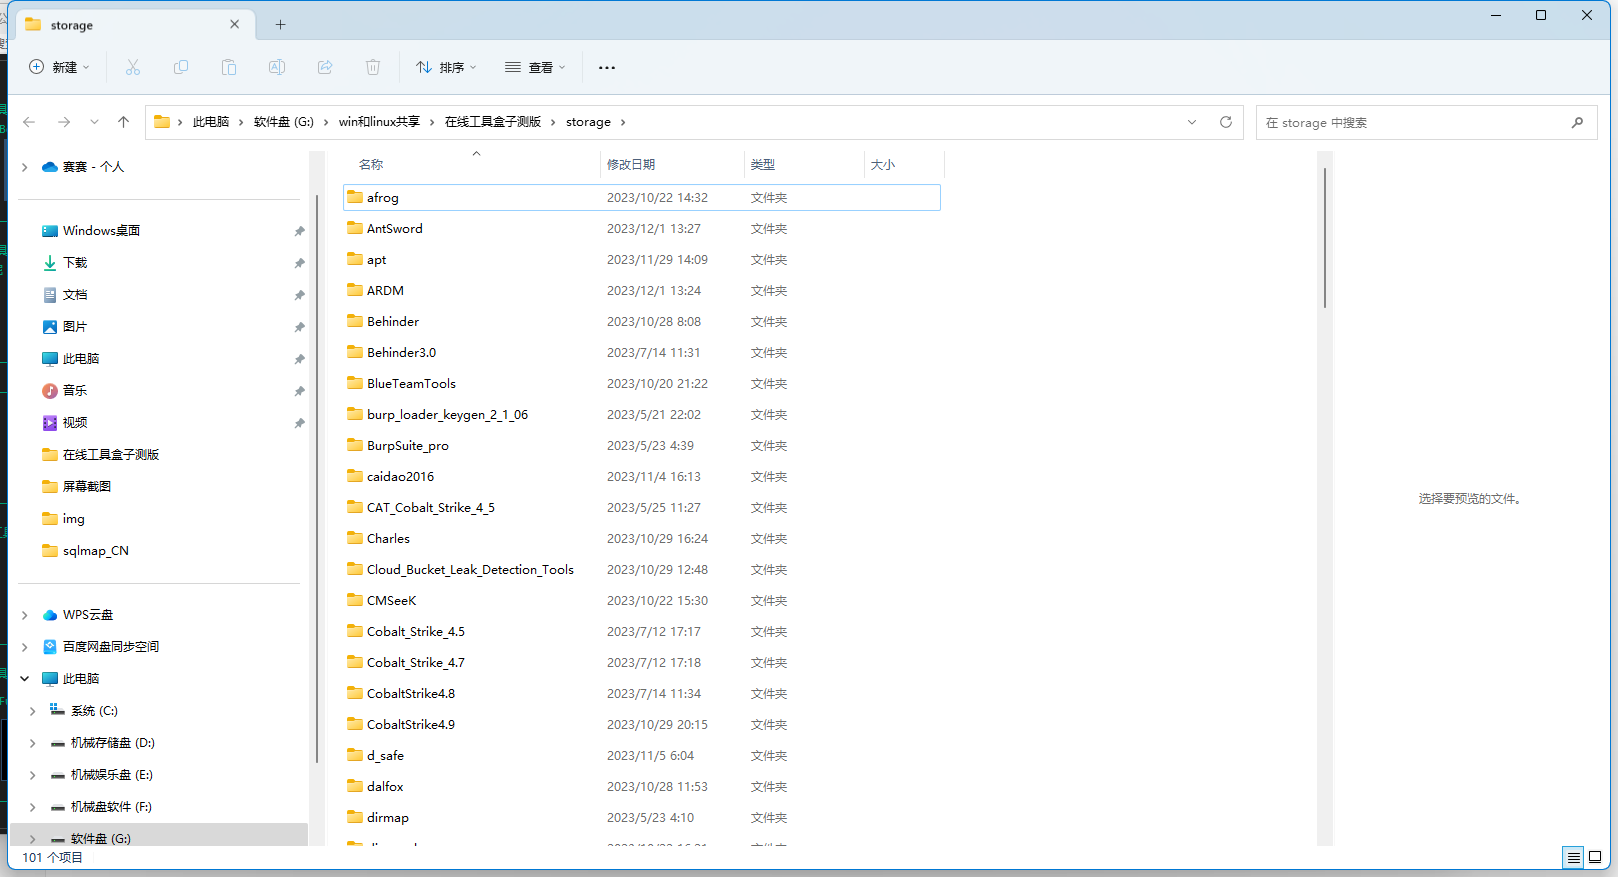 storage
新建
排序
查看
此电脑
软件盘 (G:)
win和linux共享
在线工具盒子测版
storage
在 storage 中搜索
赛赛 - 个人
Windows桌面
下载
文档
图片
此电脑
音乐
视频
在线工具盒子测版
屏幕截图
img
sqlmap_CN
WPS云盘
百度网盘同步空间
此电脑
系统 (C:)
机械存储盘 (D:)
机械娱乐盘 (E:)
机械盘软件 (F:)
软件盘 (G:)
名称 修改日期 类型 大小
afrog 2023/10/22 14:32 文件夹
AntSword 2023/12/1 13:27 文件夹
apt 2023/11/29 14:09 文件夹
ARDM 2023/12/1 13:24 文件夹
Behinder 2023/10/28 8:08 文件夹
Behinder3.0 2023/7/14 11:31 文件夹
BlueTeamTools 2023/10/20 21:22 文件夹
burp_loader_keygen_2_1_06 2023/5/21 22:02 文件夹
BurpSuite_pro 2023/5/23 4:39 文件夹
caidao2016 2023/11/4 16:13 文件夹
CAT_Cobalt_Strike_4_5 2023/5/25 11:27 文件夹
Charles 2023/10/29 16:24 文件夹
Cloud_Bucket_Leak_Detection_Tools 2023/10/29 12:48 文件夹
CMSeeK 2023/10/22 15:30 文件夹
Cobalt_Strike_4.5 2023/7/12 17:17 文件夹
Cobalt_Strike_4.7 2023/7/12 17:18 文件夹
CobaltStrike4.8 2023/7/14 11:34 文件夹
CobaltStrike4.9 2023/10/29 20:15 文件夹
d_safe 2023/11/5 6:04 文件夹
dalfox 2023/10/28 11:53 文件夹
dirmap 2023/5/23 4:10 文件夹
选择要预览的文件。
101 个项目